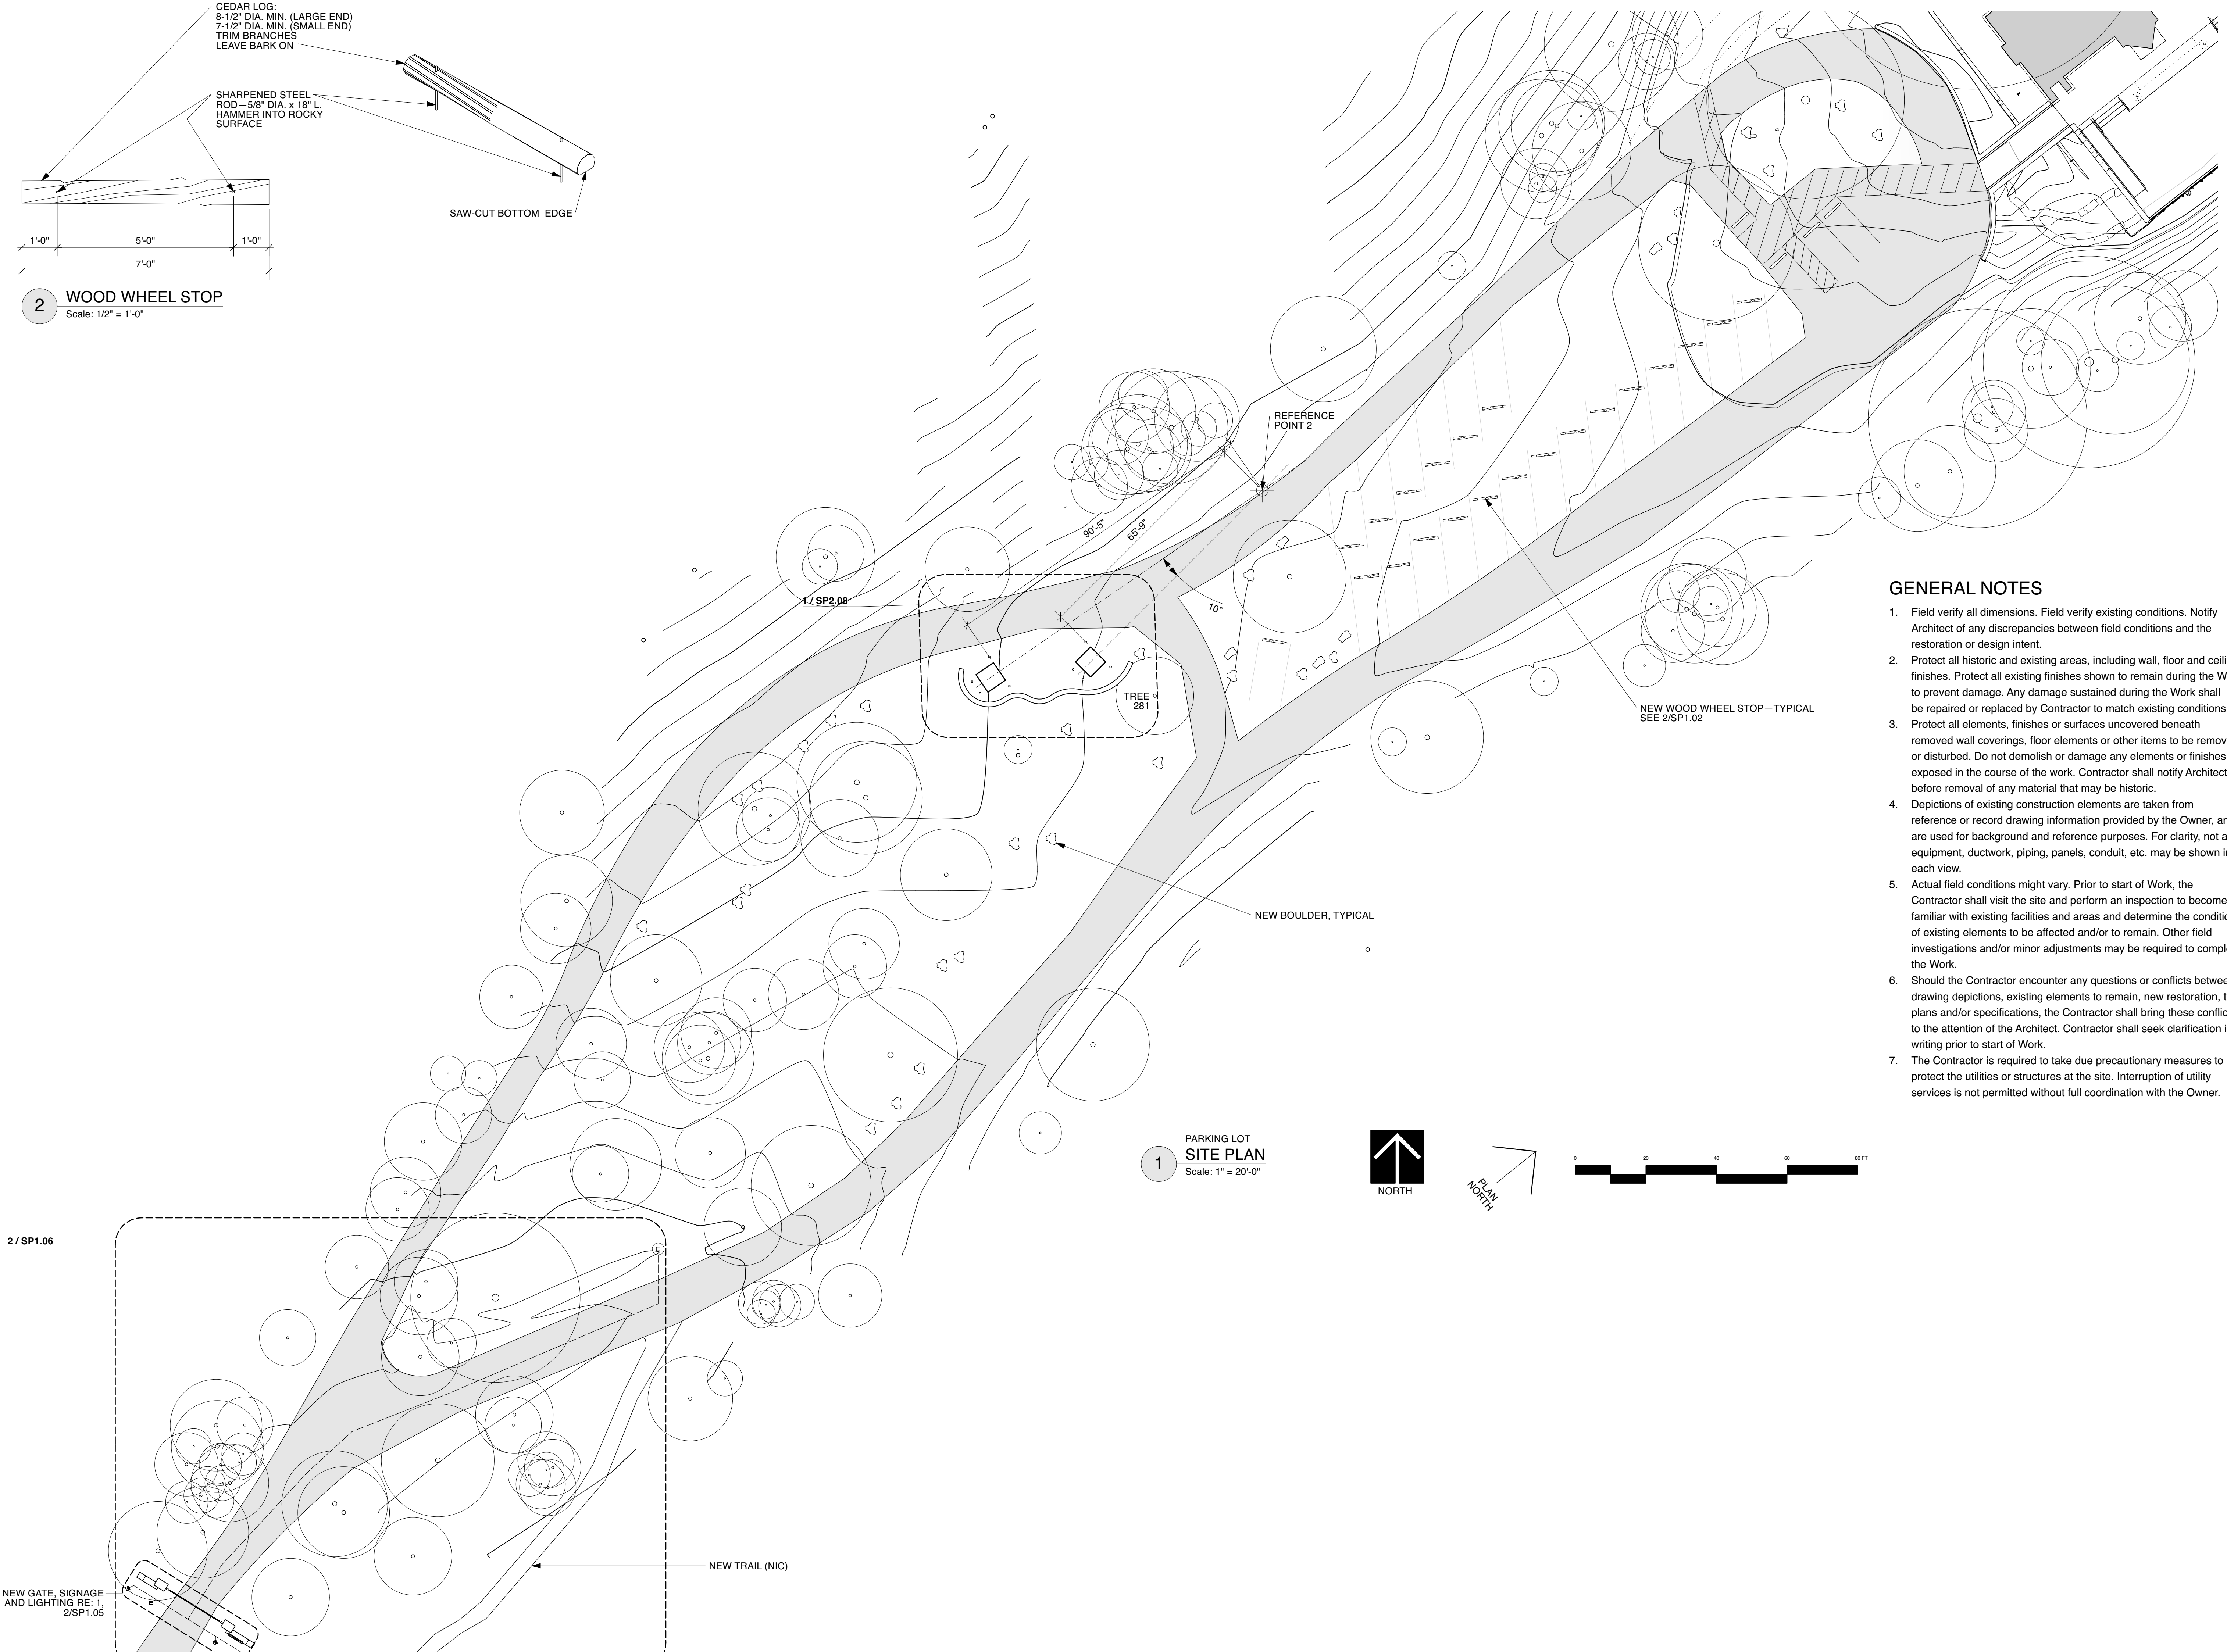 CEDAR LOG:
8-1/2" DIA. MIN. (LARGE END)
7-1/2" DIA. MIN. (SMALL END)
TRIM BRANCHES
LEAVE BARK ON
SHARPENED STEEL
ROD—5/8" DIA. x 18" L.
HAMMER INTO ROCKY
SURFACE
SAW-CUT BOTTOM EDGE
1'-0"
5'-0"
1'-0"
7'-0"
2
WOOD WHEEL STOP
Scale: 1/2" = 1'-0"
REFERENCE
POINT 2
90'-5"
65'-9"
10°
1 / SP2.08
TREE
281
NEW WOOD WHEEL STOP—TYPICAL
SEE 2/SP1.02
NEW BOULDER, TYPICAL
GENERAL NOTES
1. Field verify all dimensions. Field verify existing conditions. Notify
Architect of any discrepancies between field conditions and the
restoration or design intent.
2. Protect all historic and existing areas, including wall, floor and
finishes. Protect all existing finishes shown to remain during the
to prevent damage. Any damage sustained during the Work shall
be repaired or replaced by Contractor to match existing conditions
3. Protect all elements, finishes or surfaces uncovered beneath
removed wall coverings, floor elements or other items to be
or disturbed. Do not demolish or damage any elements or finishes
exposed in the course of the work. Contractor shall notify Architect
before removal of any material that may be historic.
4. Depictions of existing construction elements are taken from
reference or record drawing information provided by the Owner,
are used for background and reference purposes. For clarity, not
equipment, ductwork, piping, panels, conduit, etc. may be shown
each view.
5. Actual field conditions might vary. Prior to start of Work, the
Contractor shall visit the site and perform an inspection to become
familiar with existing facilities and areas and determine the
of existing elements to be affected and/or to remain. Other field
investigations and/or minor adjustments may be required to
the Work.
6. Should the Contractor encounter any questions or conflicts
drawing depictions, existing elements to remain, new restoration,
plans and/or specifications, the Contractor shall bring these
to the attention of the Architect. Contractor shall seek clarification
writing prior to start of Work.
7. The Contractor is required to take due precautionary measures to
protect the utilities or structures at the site. Interruption of utility
services is not permitted without full coordination with the Owner.
1
PARKING LOT
SITE PLAN
Scale: 1" = 20'-0"
NORTH
PLAN
NORTH
0 20 40 60 80 FT
2 / SP1.06
NEW TRAIL (NIC)
NEW GATE, SIGNAGE
AND LIGHTING RE: 1,
2/SP1.05